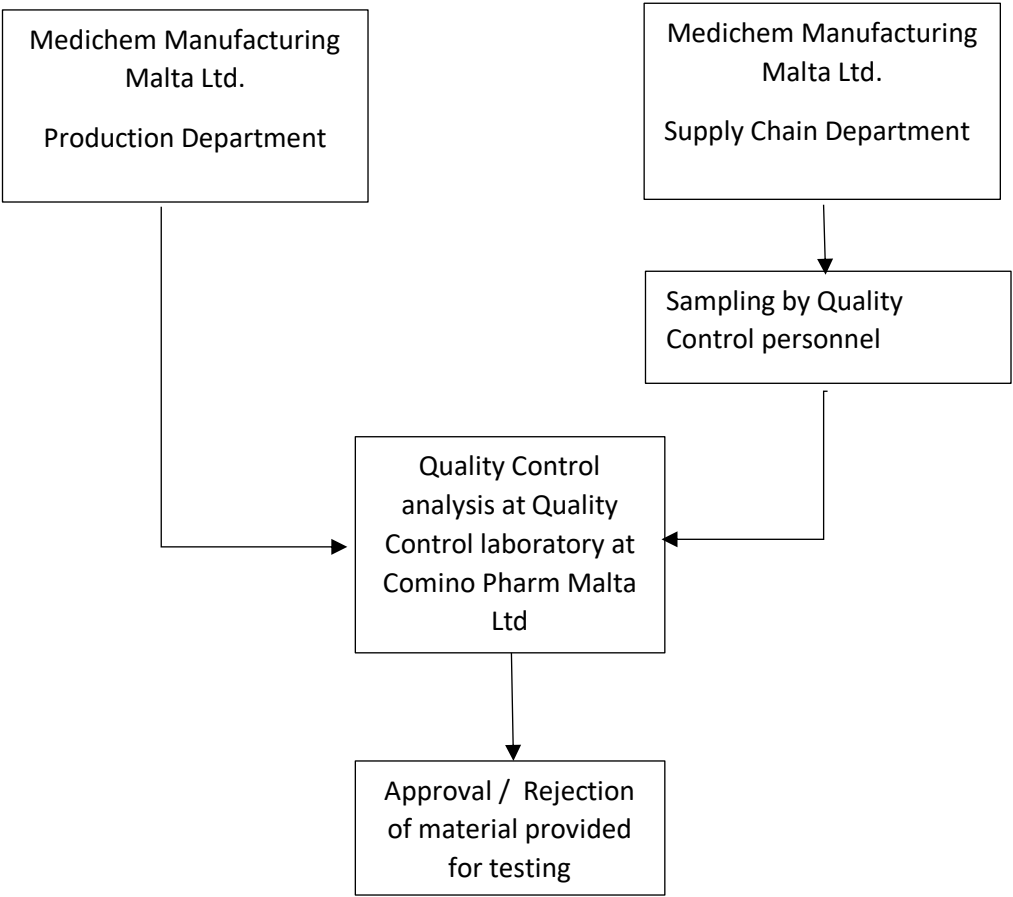 Medichem Manufacturing
Malta Ltd.
Production Department
Medichem Manufacturing
Malta Ltd.
Supply Chain Department
Sampling by Quality
Control personnel
Quality Control
analysis at Quality
Control laboratory at
Comino Pharm Malta
Ltd
Approval / Rejection
of material provided
for testing